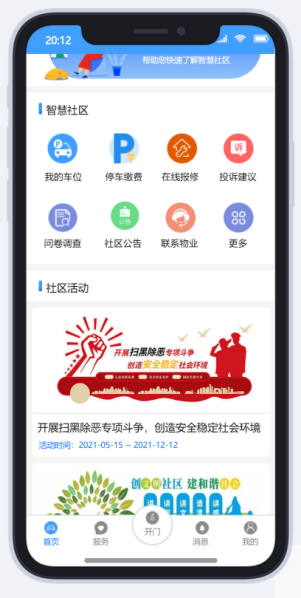 20:12
帮助您快速了解智慧社区
智慧社区
P
P
诉
我的车位
停车缴费
在线报修
投诉建议
公告
问卷调查
社区公告
联系物业
更多
社区活动
开展扫黑除恶专项斗争
创造安全稳定社会环境
开展扫黑除恶专项斗争，创造安全稳定社会环境
活动时间：2021-05-15 ~ 2021-12-12
创文明社区 建和谐社会
首页
服务
开门
消息
我的